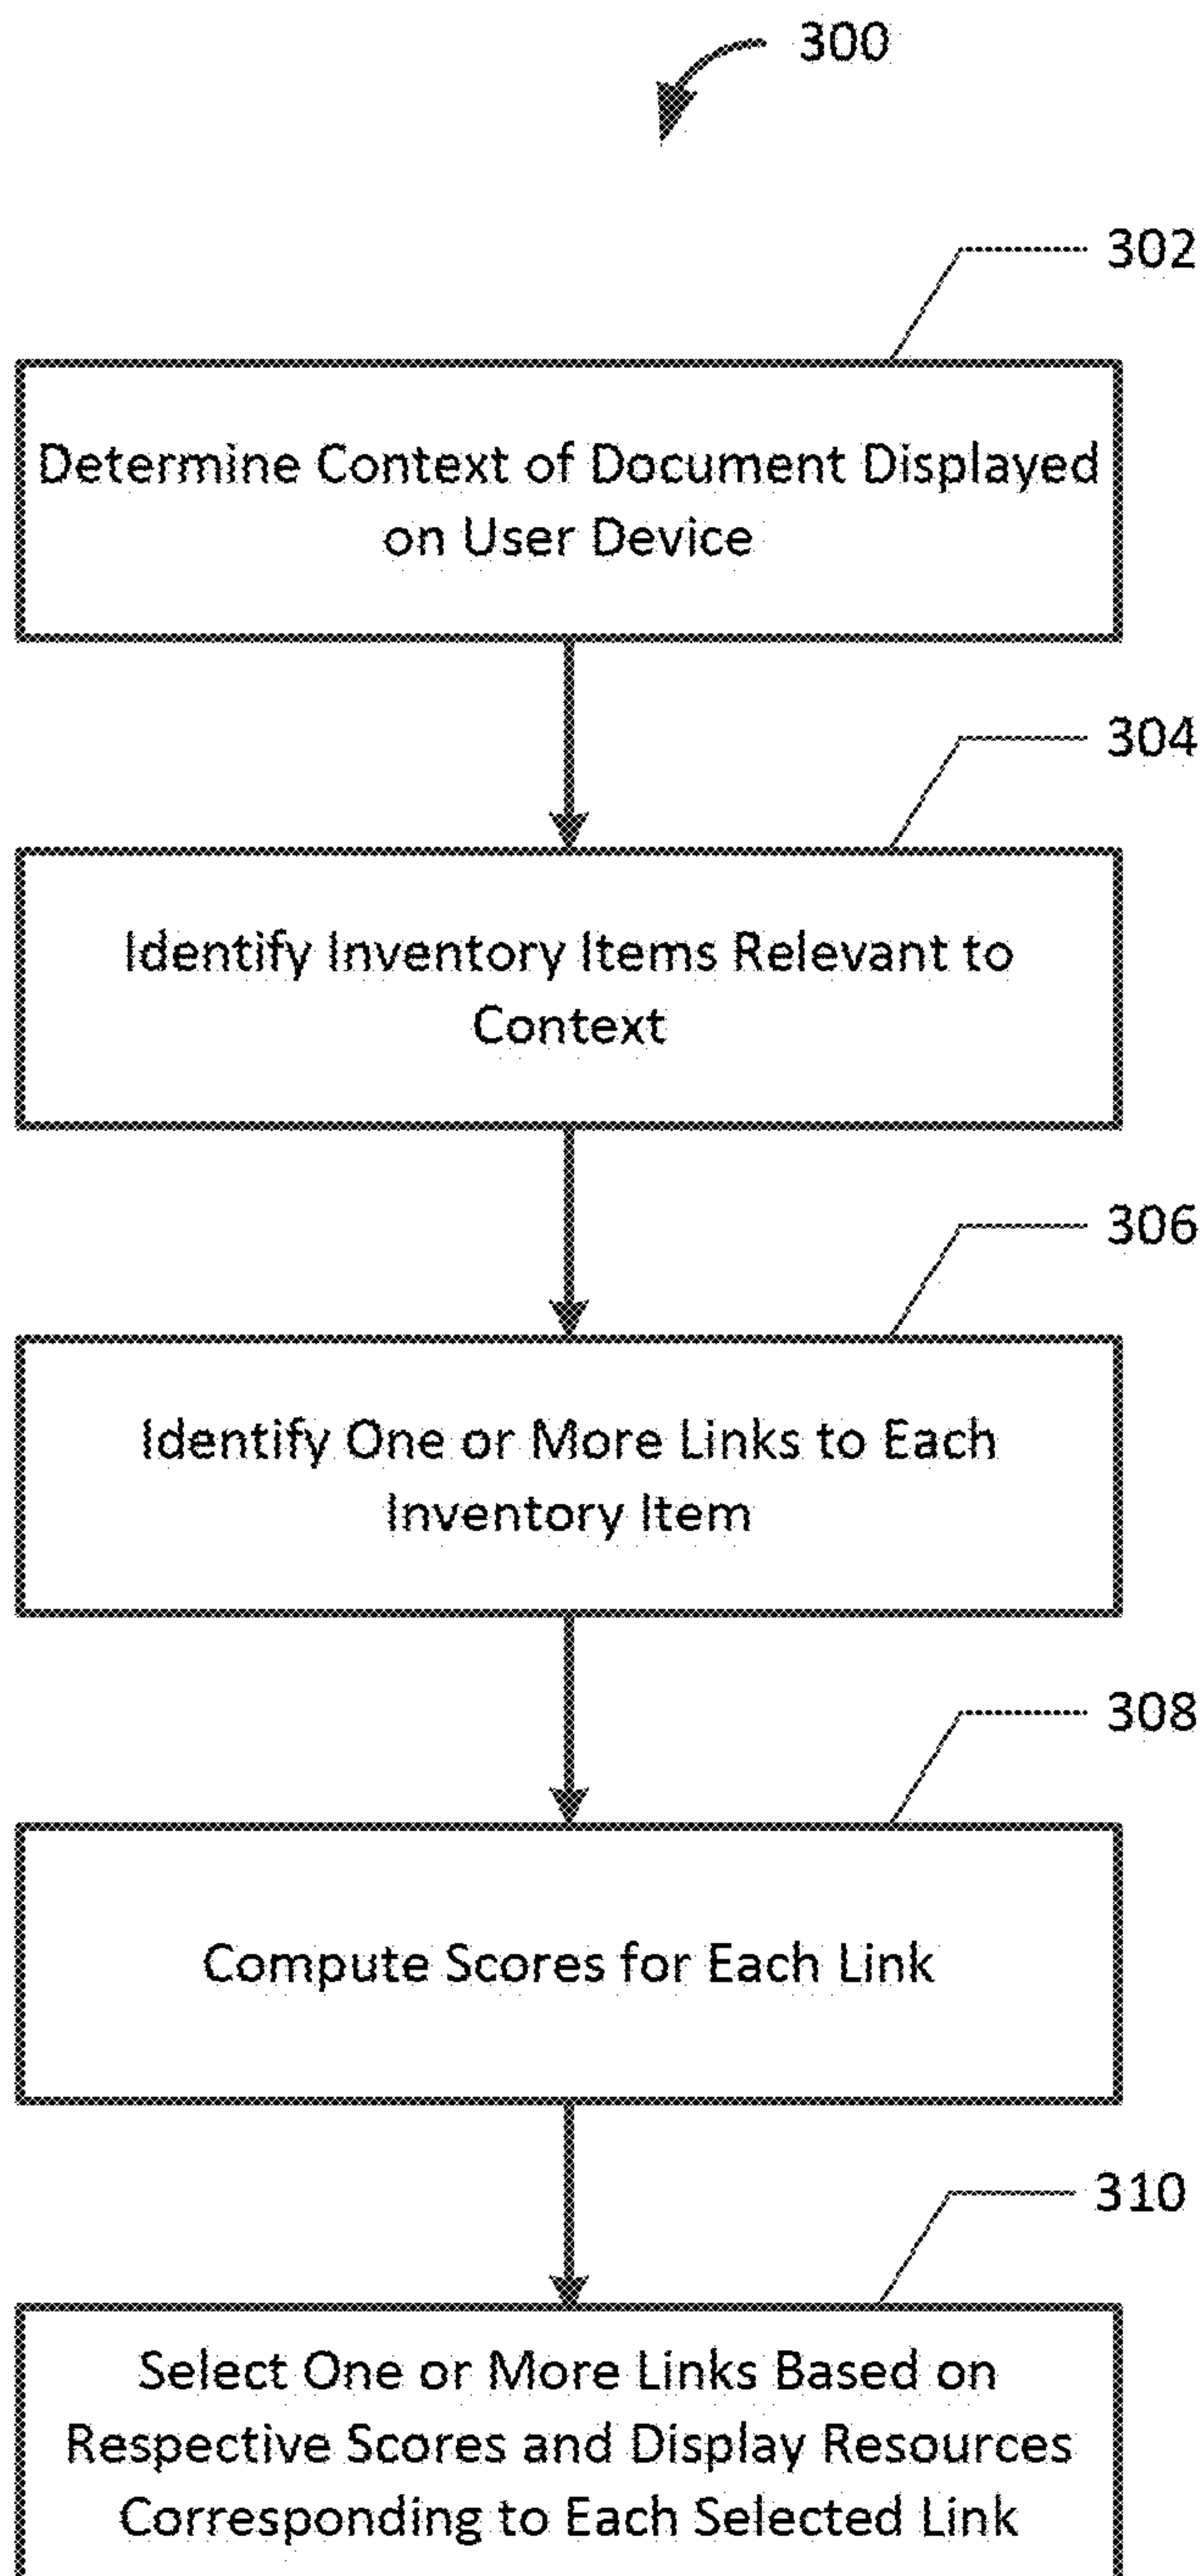 300
302
Determine Context of Document Displayed
on User Device
304
Identify Inventory Items Relevant to
Context
306
Identify One or More Links to Each
Inventory Item
308
Compute Scores for Each Link
310
Select One or More Links Based on
Respective Scores and Display Resources
Corresponding to Each Selected Link